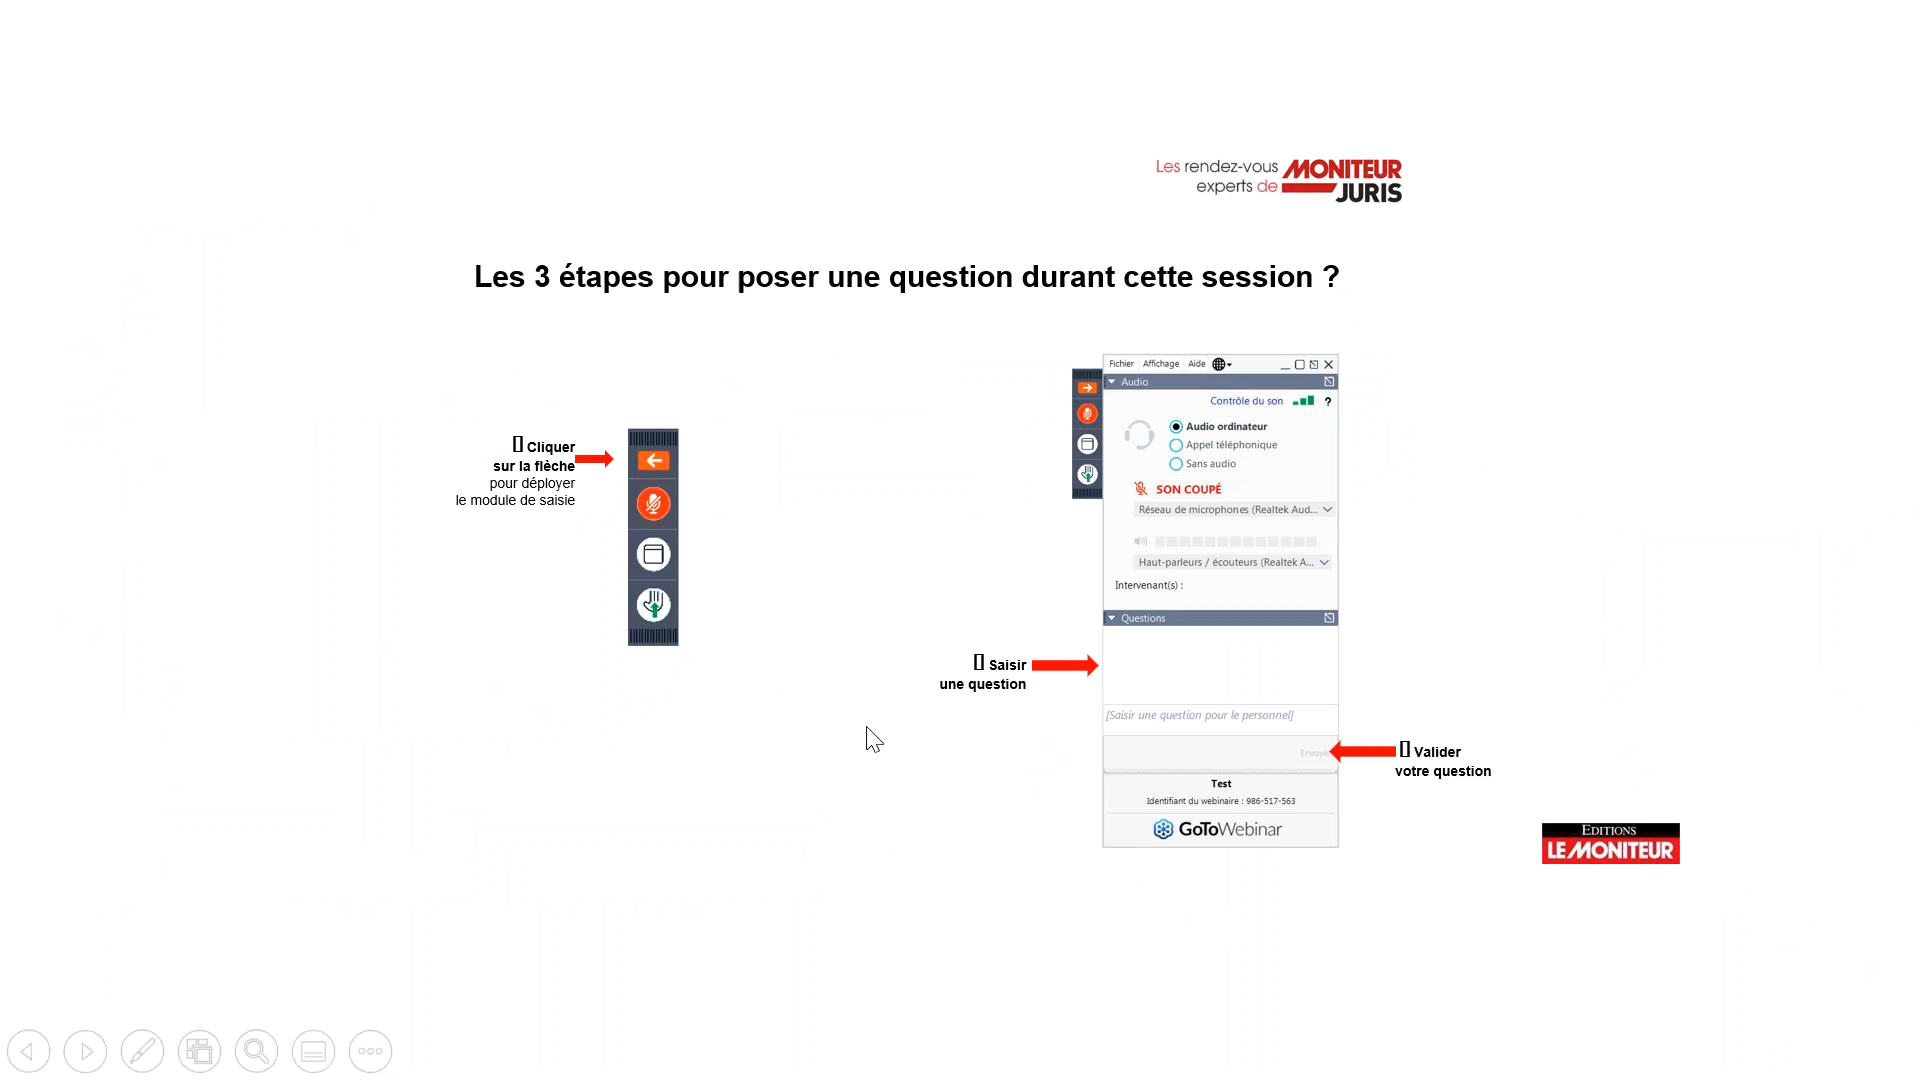 Les rendez-vous MONITEUR
experts de JURIS
Les 3 étapes pour poser une question durant cette session ?
Cliquer
sur la flèche
pour déployer
le module de saisie
Fichier Affichage Aide
Audio
Contrôle du son ?
Audio ordinateur
Appel téléphonique
Sans audio
SON COUPÉ
Réseau de microphones (Realtek Aud...
Haut-parleurs / écouteurs (Realtek A...
Intervenant(s) :
Questions
Saisir
une question
[Saisir une question pour le personnel]
Valider
votre question
Test
Identifiant du webinaire : 986-517-563
GoToWebinar
EDITIONS
LE MONITEUR